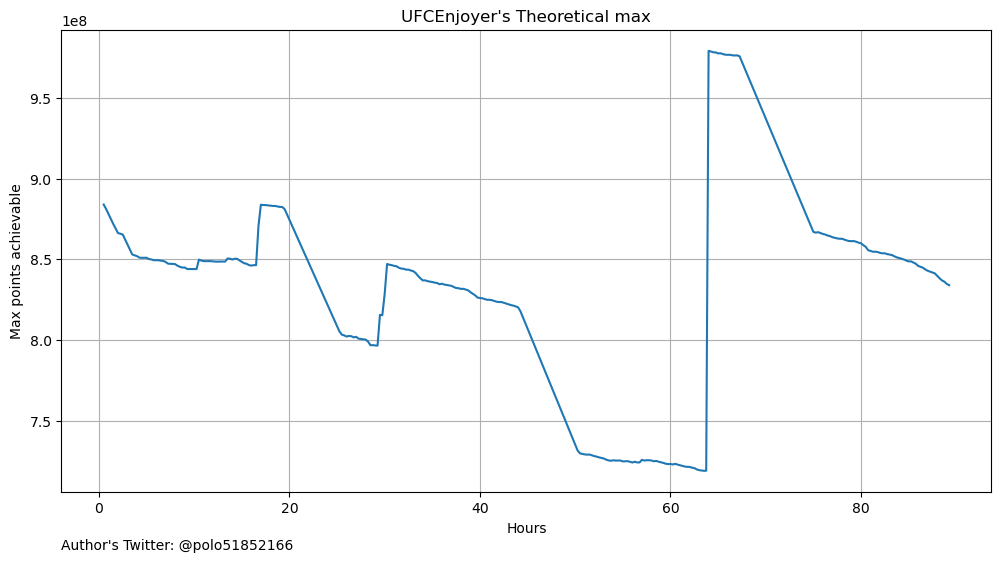 UFCEnjoyer's Theoretical max
1e8
9.5
9.0
8.5
8.0
7.5
Max points achievable
0 20 40 60 80
Hours
Author's Twitter: @polo51852166